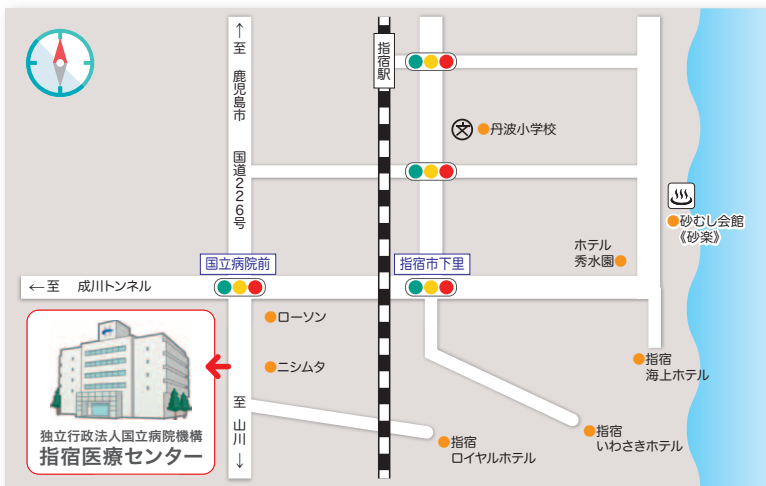 ↑
至
鹿児島市
国道226号
指宿駅
文
丹波小学校
砂むし会館
《砂楽》
ホテル
秀水園
国立病院前
指宿市下里
←至 成川トンネル
ローソン
ニシムタ
指宿
海上ホテル
至
山川
↓
指宿
ロイヤルホテル
指宿
いわさきホテル
独立行政法人国立病院機構
指宿医療センター